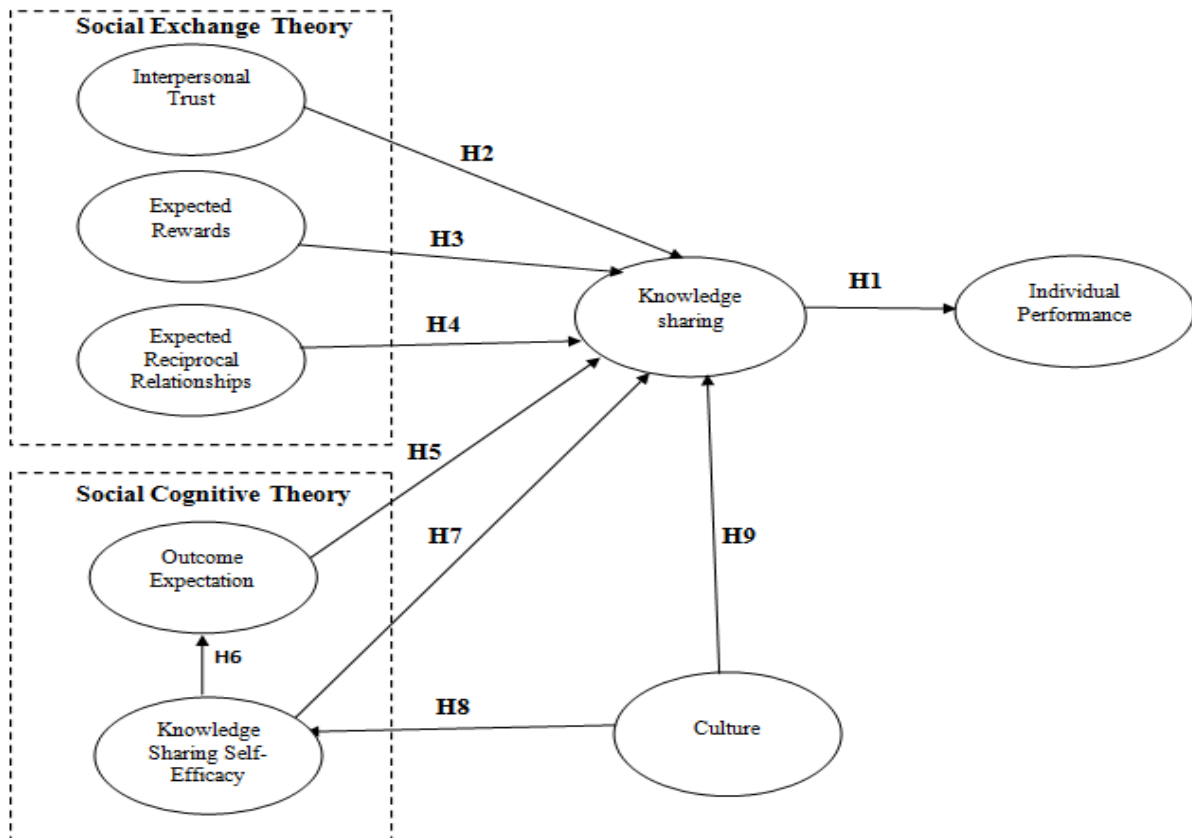 Social Exchange Theory
Interpersonal
Trust
H2
Expected
Rewards
H3
Expected
Reciprocal
Relationships
H4
Knowledge
sharing
H1
Individual
Performance
H5
Social Cognitive Theory
Outcome
Expectation
H7
H9
H6
Knowledge
Sharing Self-
Efficacy
H8
Culture